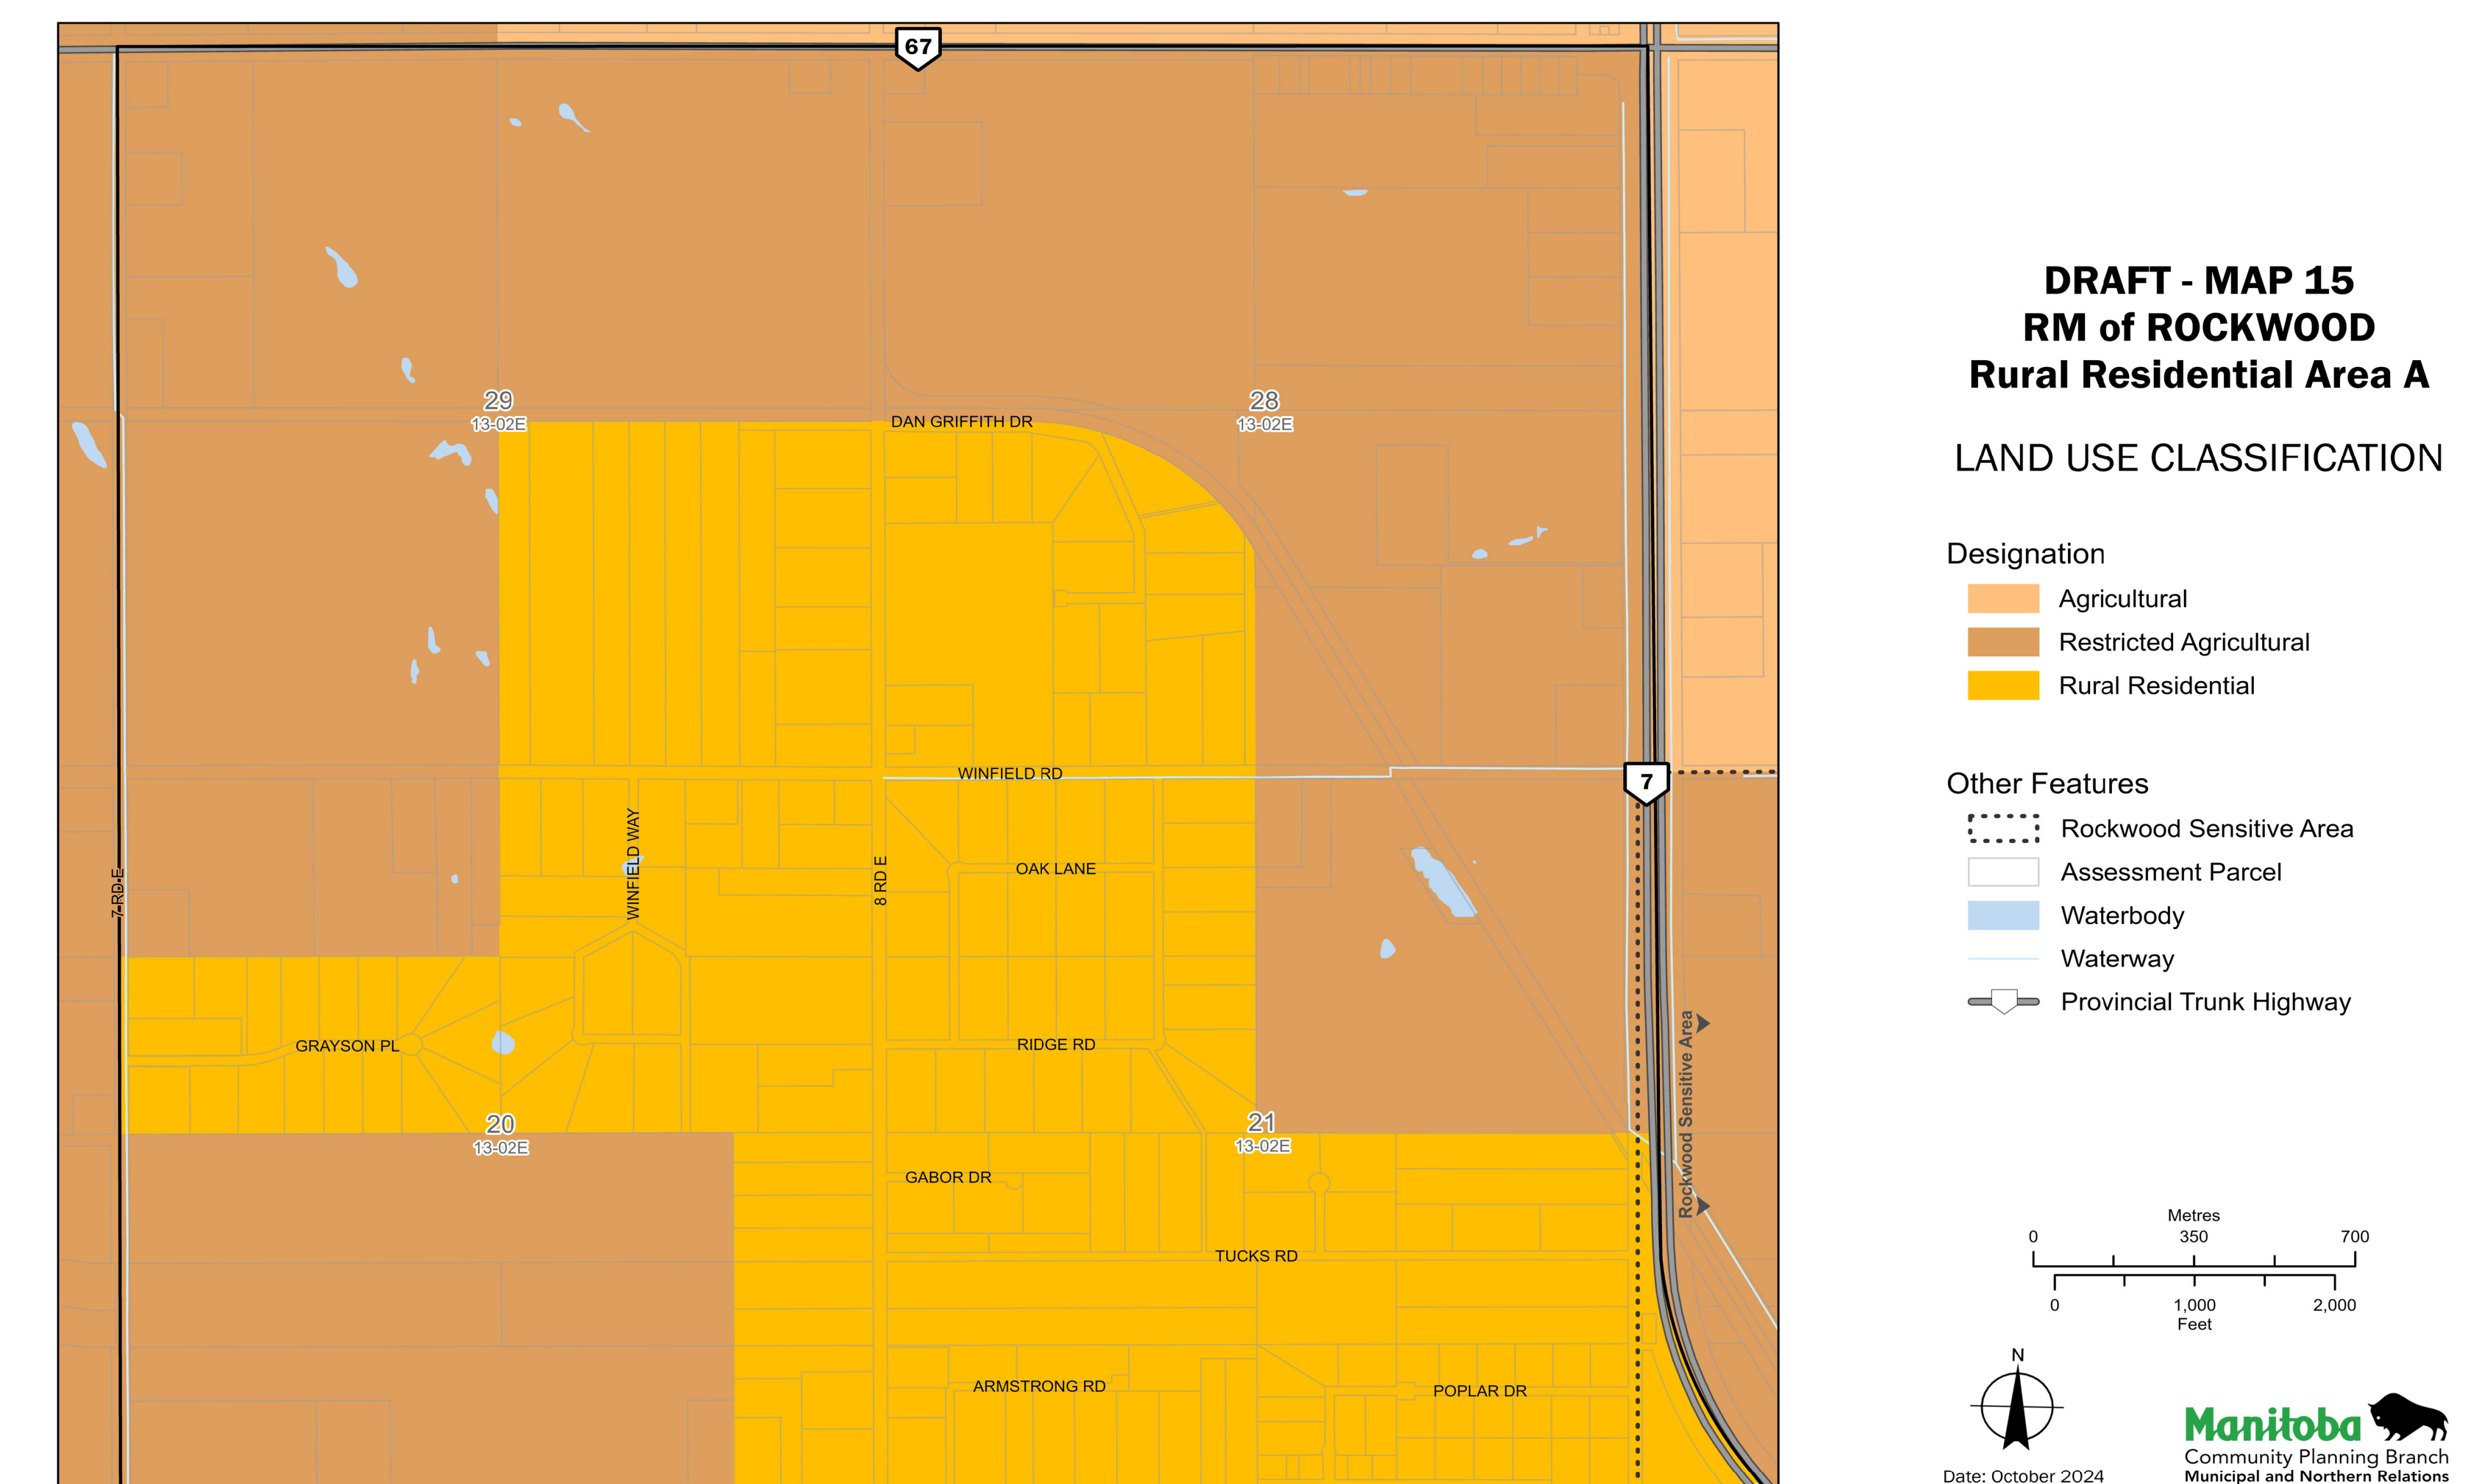 67
DRAFT - MAP 15
RM of ROCKWOOD
Rural Residential Area A
LAND USE CLASSIFICATION
Designation
Agricultural
Restricted Agricultural
Rural Residential
Other Features
Rockwood Sensitive Area
Assessment Parcel
Waterbody
Waterway
Provincial Trunk Highway
29
13-02E
28
13-02E
DAN GRIFFITH DR
WINFIELD RD
7
WINFIELD WAY
7 RD E
8 RD E
OAK LANE
GRAYSON PL
RIDGE RD
Rockwood Sensitive Area
20
13-02E
21
13-02E
GABOR DR
TUCKS RD
ARMSTRONG RD
POPLAR DR
Metres
0 350 700
0 1,000 2,000
Feet
N
Manitoba
Community Planning Branch
Municipal and Northern Relations
Date: October 2024